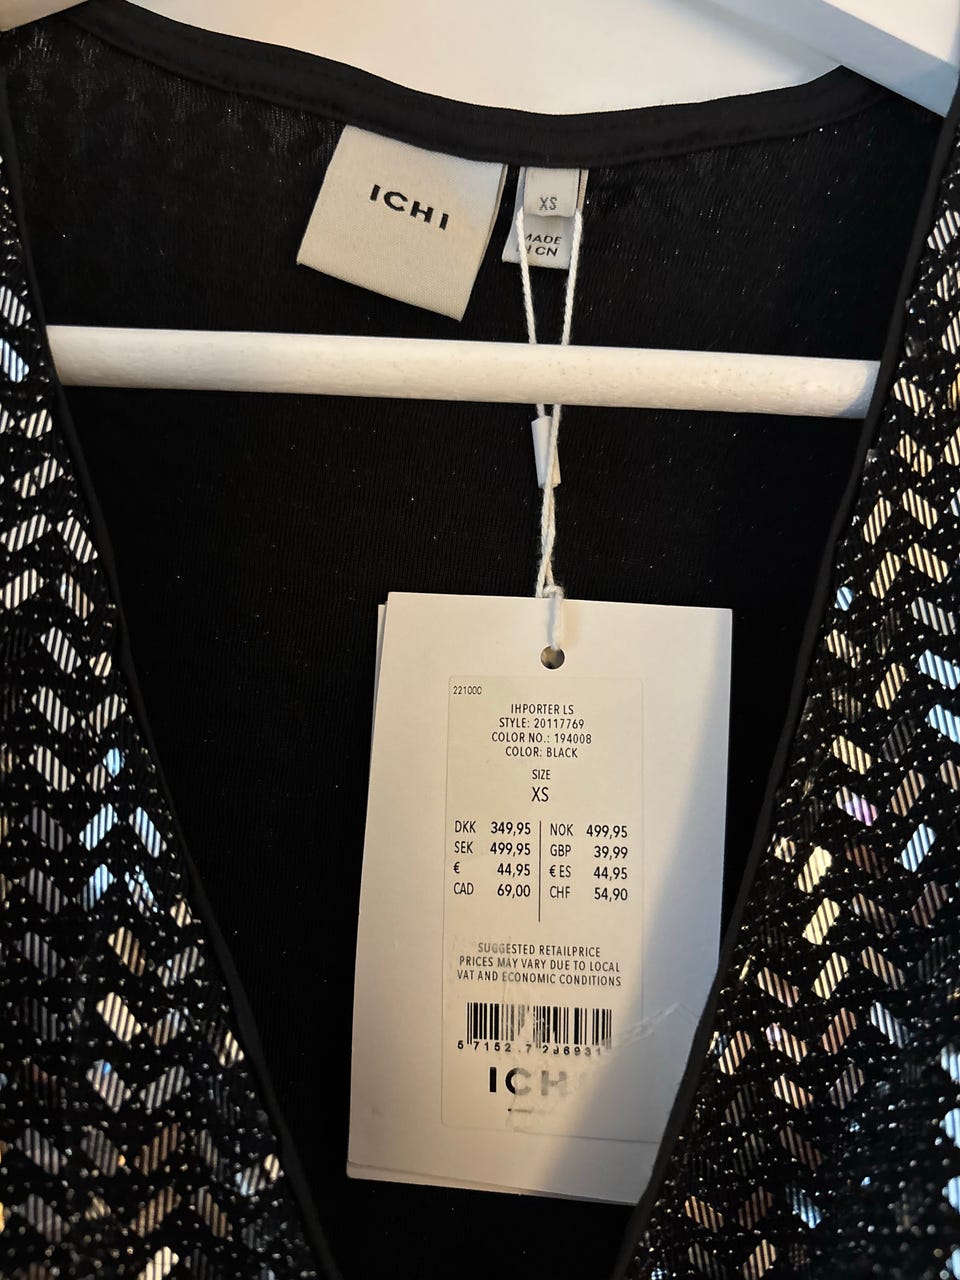 ICHI
XS
MADE
IN CN
221000
IHPORTER LS
STYLE: 20117769
COLOR NO.: 194008
COLOR: BLACK
SIZE
XS
DKK 349,95 NOK 499,95
SEK 499,95 GBP 39,99
€ 44,95 € ES 44,95
CAD 69,00 CHF 54,90
SUGGESTED RETAILPRICE
PRICES MAY VARY DUE TO LOCAL
VAT AND ECONOMIC CONDITIONS
ICHI